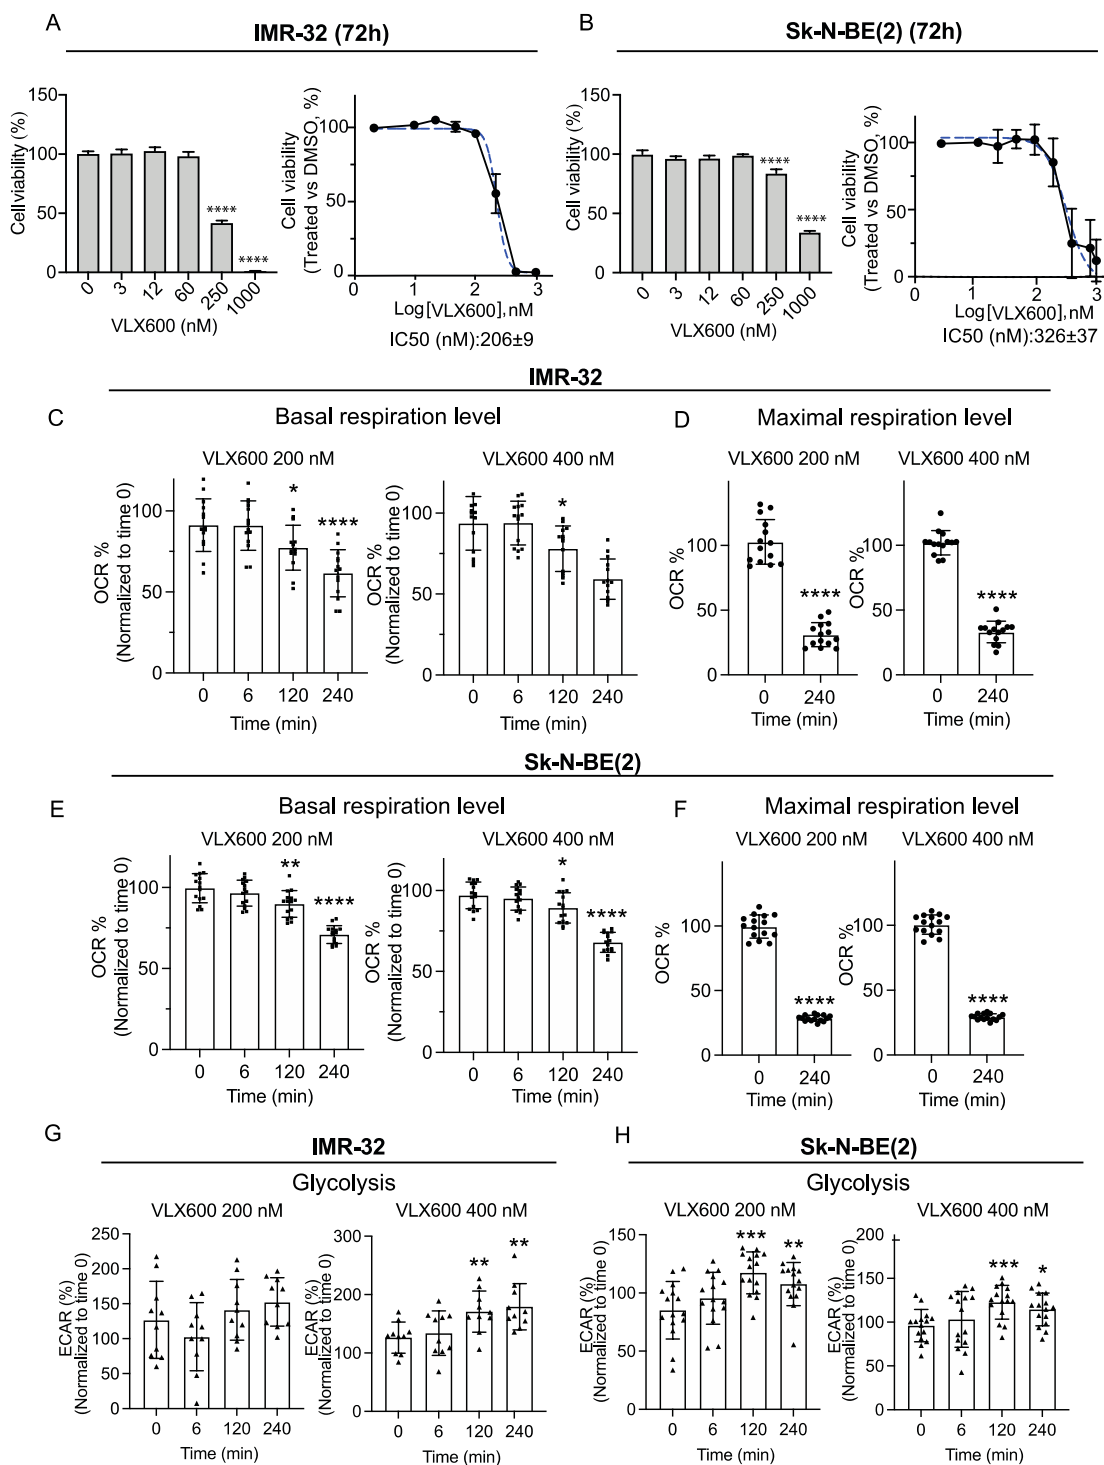 A
IMR-32 (72h)
B
Sk-N-BE(2) (72h)
Cell viability (%)
150
100
50
0
****
****
0 3 12 60 250 1000
VLX600 (nM)
Cell viability
(Treated vs DMSO, %)
100
50
0
0 1 2 3
Log[VLX600], nM
IC50 (nM):206±9
Cell viability (%)
150
100
50
0
****
****
0 3 12 60 250 1000
VLX600 (nM)
Cell viability
(Treated vs DMSO, %)
100
50
0
0 1 2 3
Log[VLX600], nM
IC50 (nM):326±37
IMR-32
C
Basal respiration level
VLX600 200 nM
OCR %
(Normalized to time 0)
100
50
0
*
****
0 6 120 240
Time (min)
VLX600 400 nM
OCR %
(Normalized to time 0)
100
50
0
*
0 6 120 240
Time (min)
D
Maximal respiration level
VLX600 200 nM
OCR %
100
50
0
****
0 240
Time (min)
VLX600 400 nM
OCR %
100
50
0
****
0 240
Time (min)
Sk-N-BE(2)
E
Basal respiration level
VLX600 200 nM
OCR %
(Normalized to time 0)
100
50
0
**
****
0 6 120 240
Time (min)
VLX600 400 nM
OCR %
(Normalized to time 0)
100
50
0
*
****
0 6 120 240
Time (min)
F
Maximal respiration level
VLX600 200 nM
OCR %
100
50
0
****
0 240
Time (min)
VLX600 400 nM
OCR %
100
50
0
****
0 240
Time (min)
G
IMR-32
Glycolysis
VLX600 200 nM
ECAR (%)
(Normalized to time 0)
250
200
150
100
50
0
0 6 120 240
Time (min)
VLX600 400 nM
ECAR (%)
(Normalized to time 0)
300
200
100
0
**
**
0 6 120 240
Time (min)
H
Sk-N-BE(2)
Glycolysis
VLX600 200 nM
ECAR (%)
(Normalized to time 0)
150
100
50
0
***
**
0 6 120 240
Time (min)
VLX600 400 nM
ECAR (%)
(Normalized to time 0)
200
150
100
50
0
***
*
0 6 120 240
Time (min)